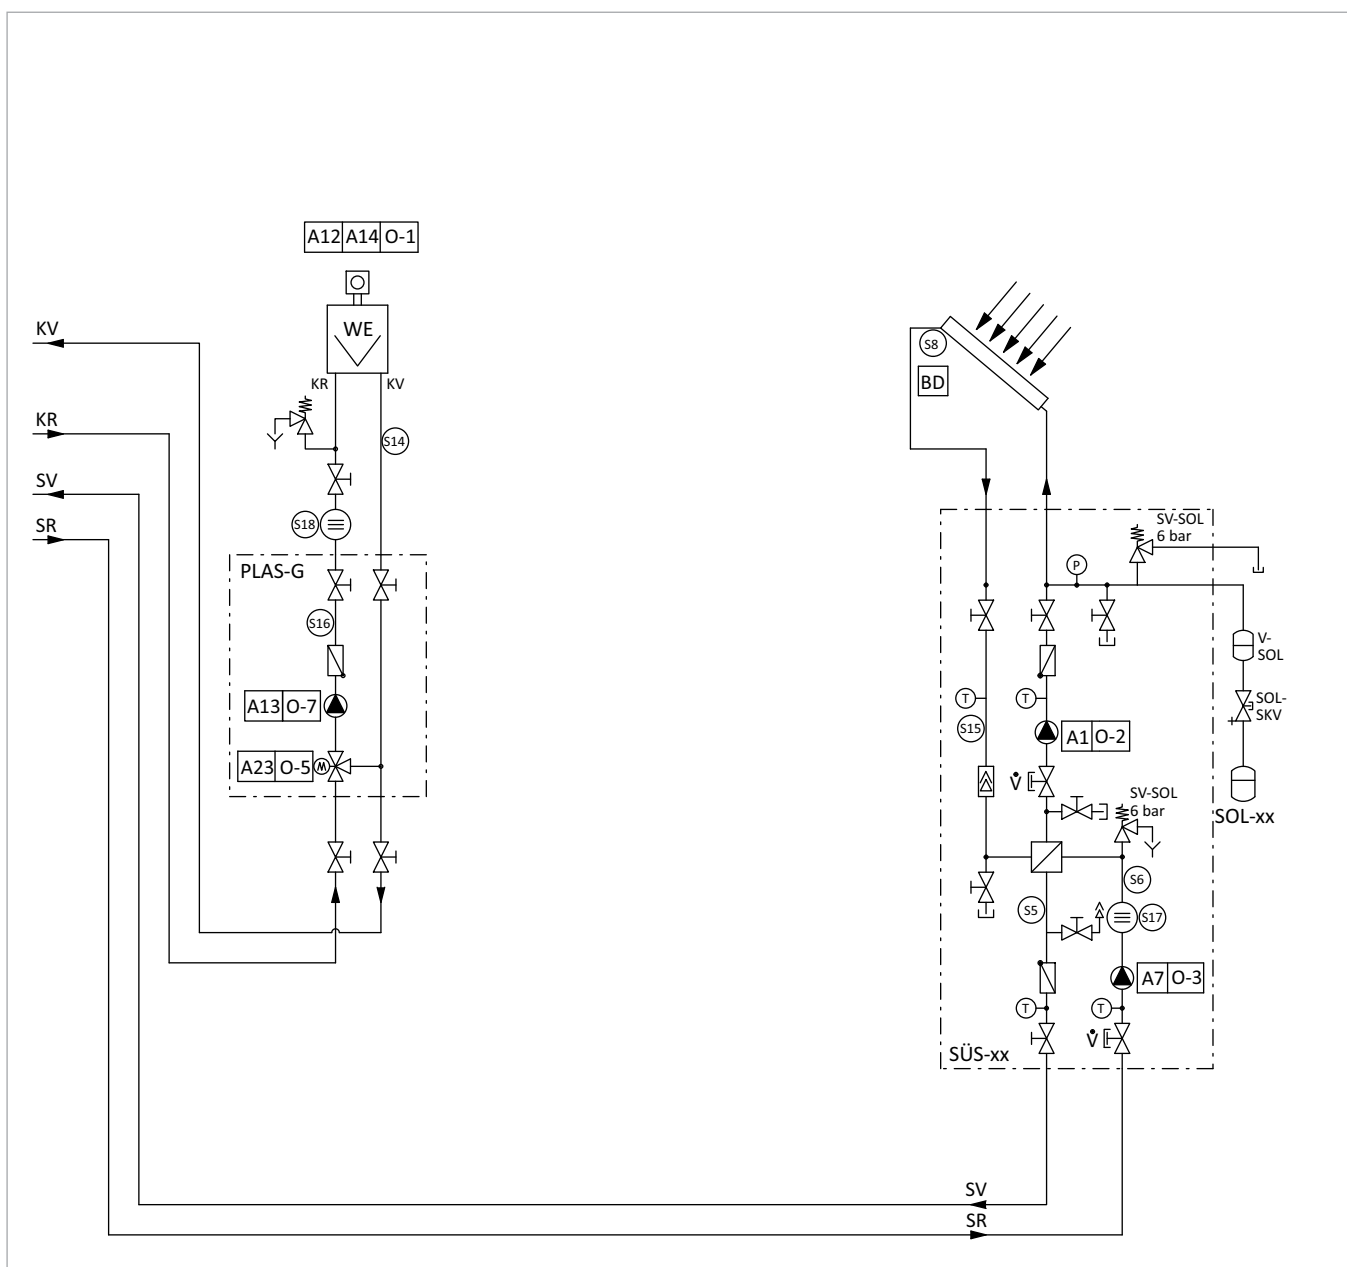 A12 A14 O-1
WE
KV
KR KV
S8
BD
KR
S14
SV
S18
SR
SV-SOL
6 bar
PLAS-G
P
S16
V-
SOL
T
T
SOL-
SKV
A13 O-7
S15
A1 O-2
A23 O-5 M
V̇
SV-SOL
6 bar
SOL-xx
S6
S5
S17
A7 O-3
T
T
V̇
SÜS-xx
SV
SR